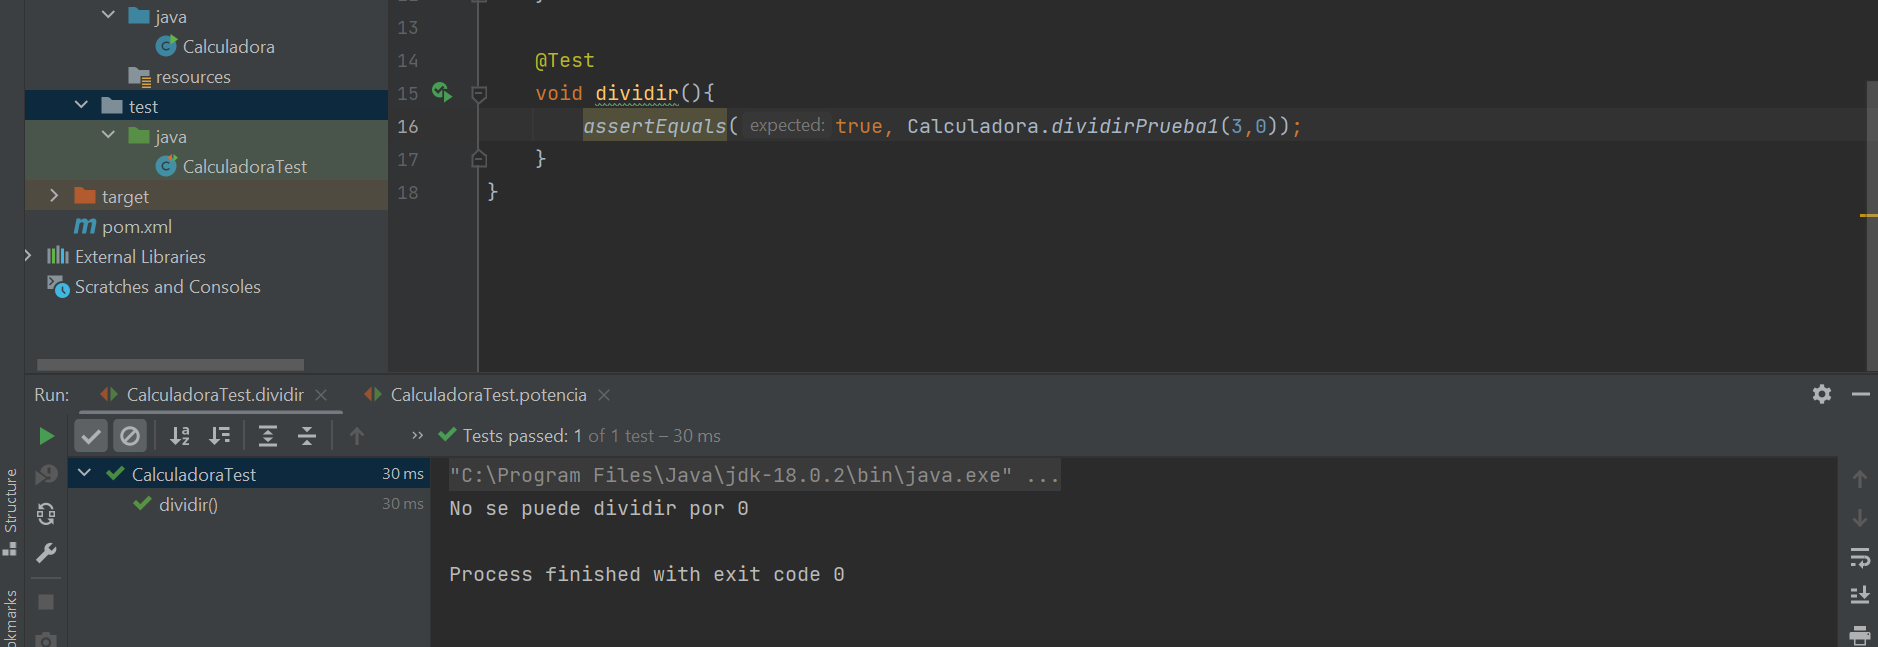 java
Calculadora
resources
test
java
CalculadoraTest
target
pom.xml
External Libraries
Scratches and Consoles
13
14 @Test
15 void dividir(){
16 assertEquals( expected: true, Calculadora.dividirPrueba1(3,0));
17 }
18 }
Run: CalculadoraTest.dividir CalculadoraTest.potencia
Tests passed: 1 of 1 test – 30 ms
CalculadoraTest 30 ms
dividir() 30 ms
"C:\Program Files\Java\jdk-18.0.2\bin\java.exe" ...
No se puede dividir por 0
Process finished with exit code 0
Structure